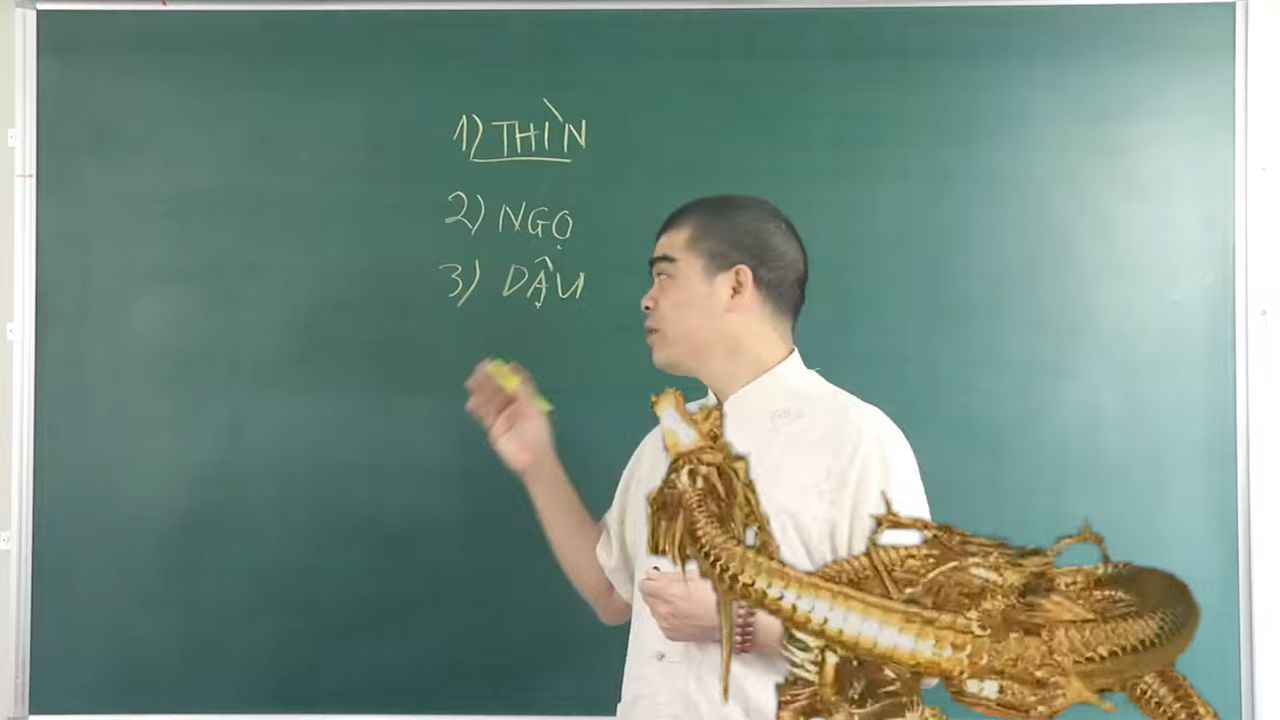 1) THÌN
2) NGỌ
3) DẬU